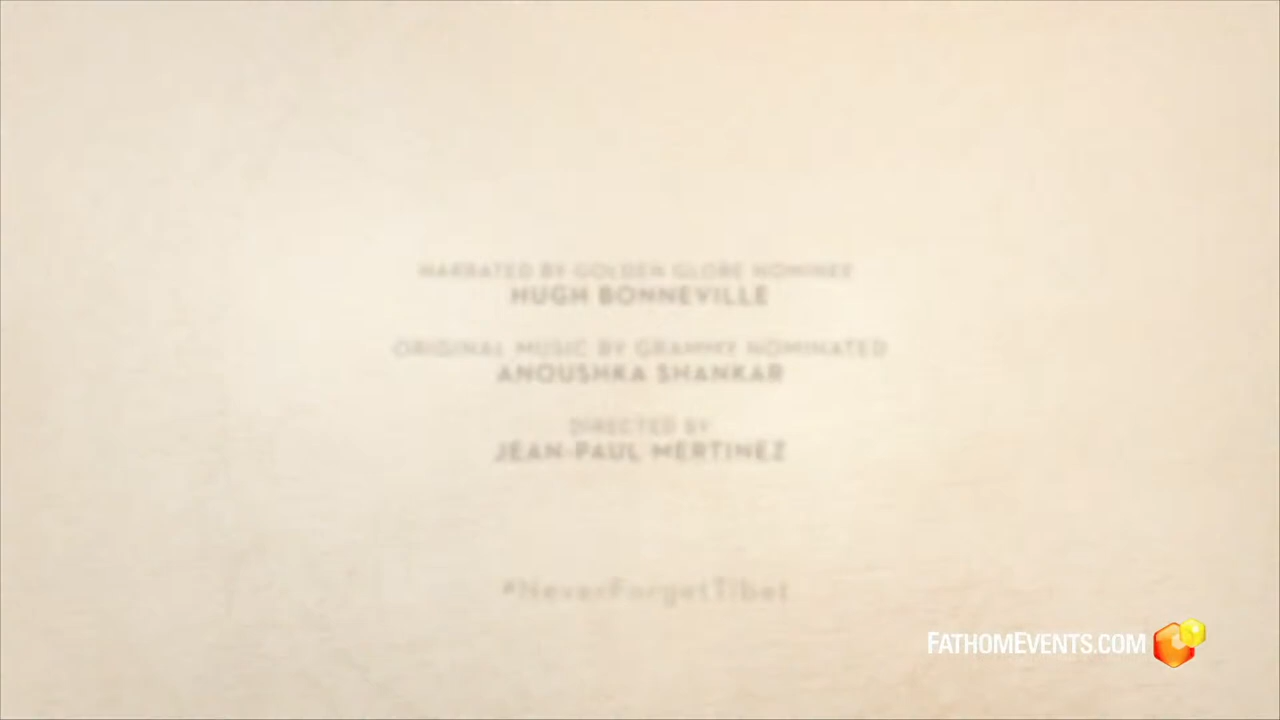 NARRATED BY GOLDEN GLOBE NOMINEE
HUGH BONNEVILLE
ORIGINAL MUSIC BY GRAMMY NOMINATED
ANOUSHKA SHANKAR
DIRECTED BY
JEAN-PAUL MERTINEZ
#NeverForgetTibet
FATHOMEVENTS.COM